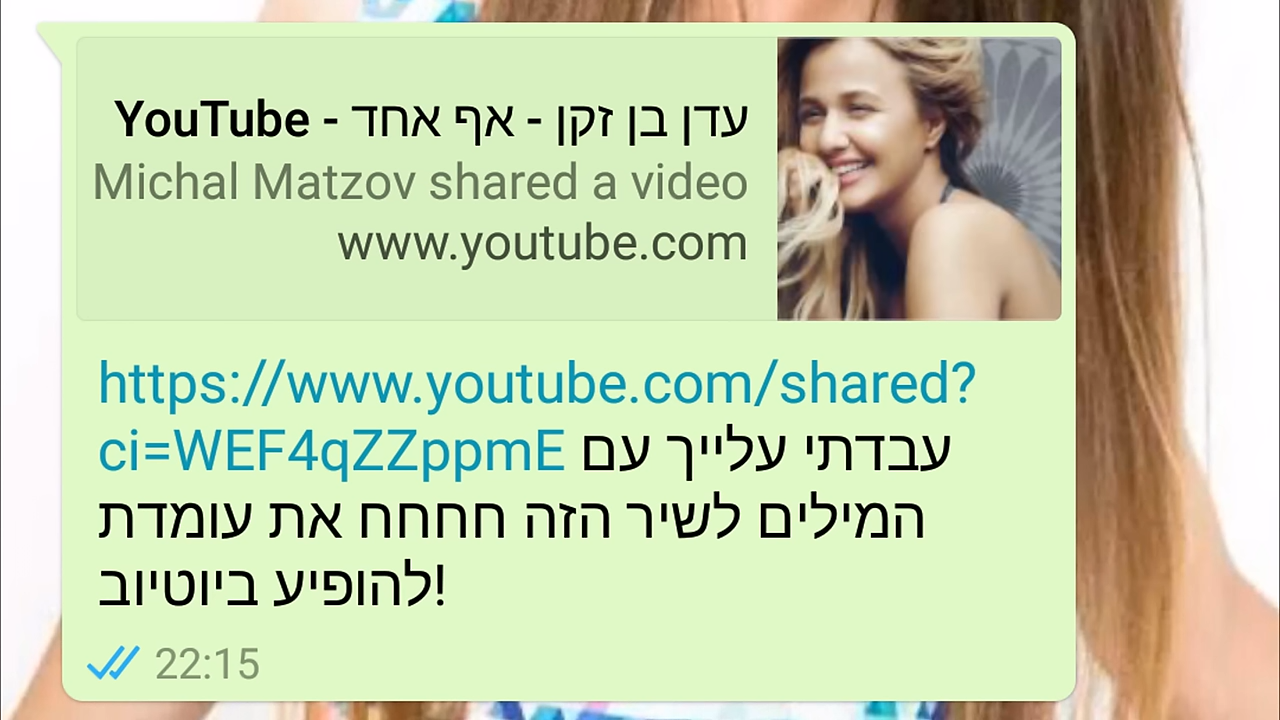 עדן בן זקן - אף אחד - YouTube
Michal Matzov shared a video
www.youtube.com
https://www.youtube.com/shared?
ci=WEF4qZZppmE עבדתי עלייך עם
המילים לשיר הזה חחחח את עומדת
להופיע ביוטיוב!
22:15